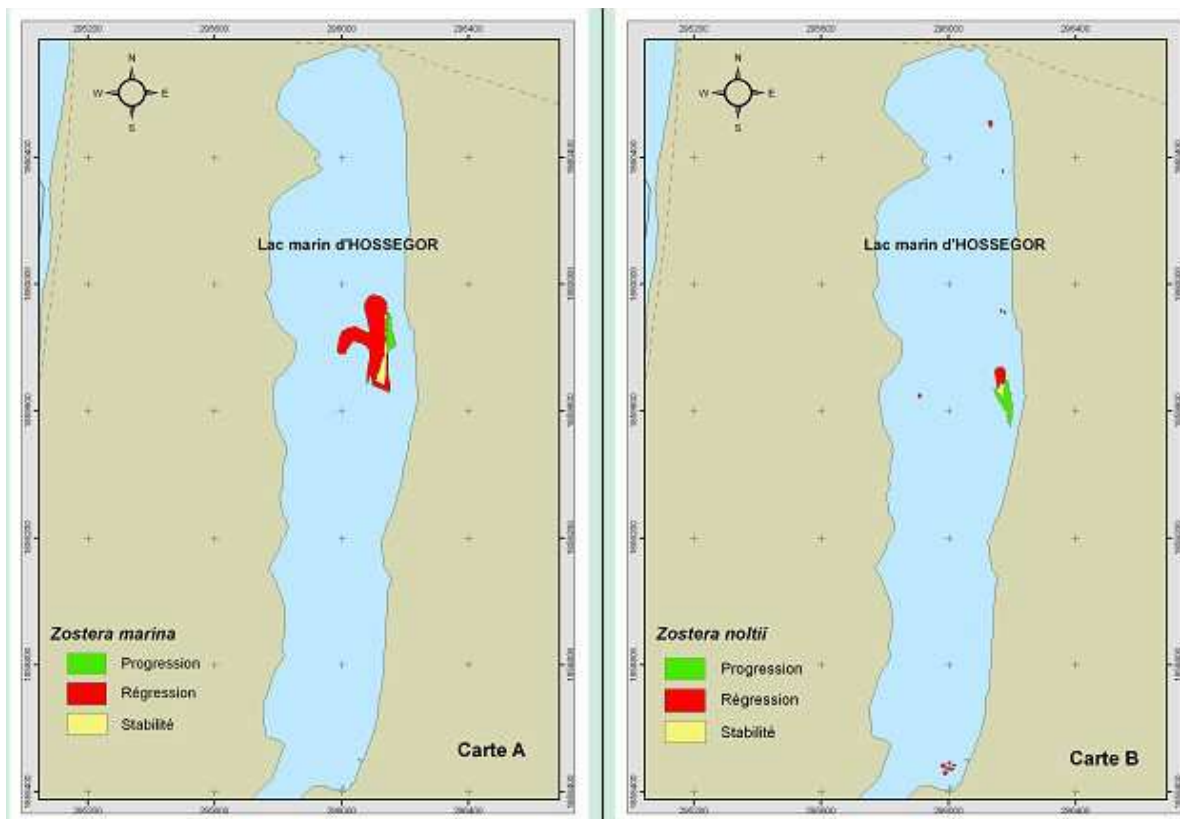 N
W E
S
Lac marin d'HOSSEGOR
Zostera marina
Progression
Régression
Stabilité
Carte A
N
W E
S
Lac marin d'HOSSEGOR
Zostera noltii
Progression
Régression
Stabilité
Carte B